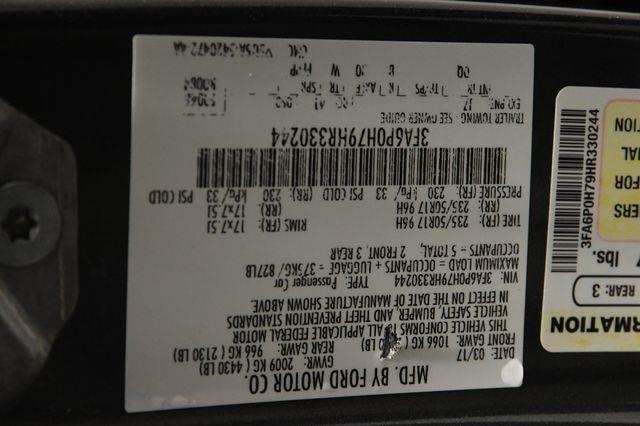 MFD. BY FORD MOTOR CO.
DATE: 03/17 GVWR: 2009 KG ( 4430 LB)
FRONT GAWR: 1066 KG ( LB) REAR GAWR: 966 KG ( 2130 LB)
THIS VEHICLE CONFORMS TO ALL APPLICABLE FEDERAL MOTOR
VEHICLE SAFETY, BUMPER, AND THEFT PREVENTION STANDARDS
IN EFFECT ON THE DATE OF MANUFACTURE SHOWN ABOVE
VIN: 3FA6P0H79HR330244 TYPE: Passenger Car
MAXIMUM LOAD = OCCUPANTS + LUGGAGE = 375KG/ 827LB
OCCUPANTS - 5 TOTAL, 2 FRONT, 3 REAR
TIRE (FR): 235/50R17 96H RIMS (FR): 17x7.5J
(RR): 235/50R17 96H (RR): 17x7.5J
PRESSURE (FR): 230 kPa/ 33 PSI COLD (RR): 230 kPa/ 33 PSI COLD
3FA6P0H79HR330244
TRAILER TOWING - SEE OWNER GUIDE
EXT PNT:
DQ
RMATION
REAR: 3
lbs.
3FA6P0H79HR330244